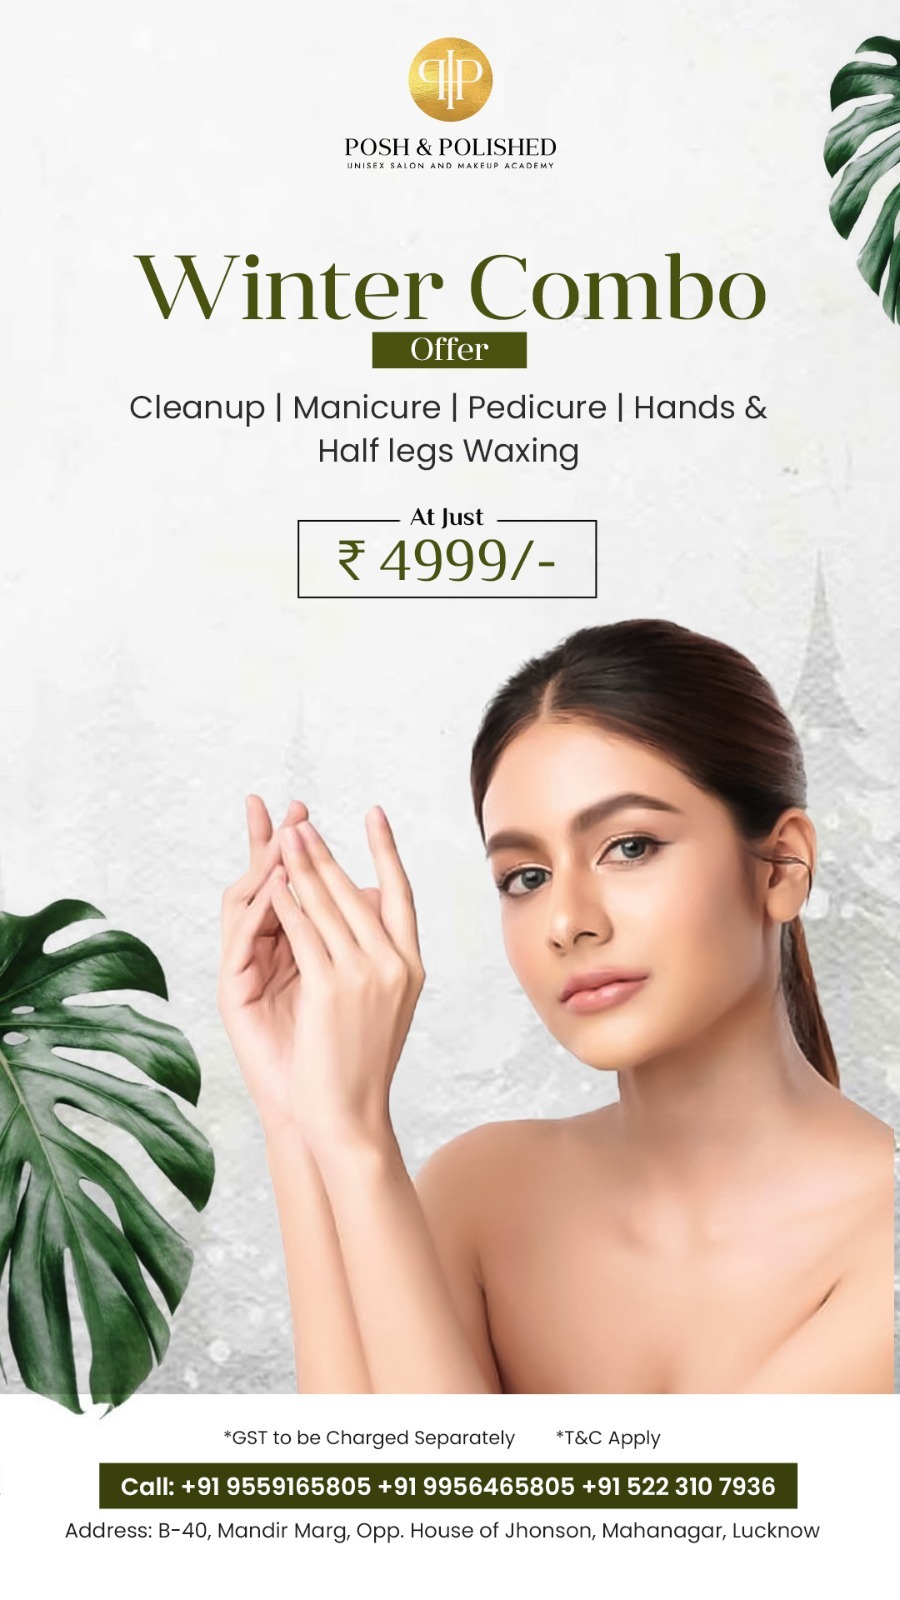 PIP
POSH & POLISHED
UNISEX SALON AND MAKEUP ACADEMY
Winter Combo
Offer
Cleanup | Manicure | Pedicure | Hands &
Half legs Waxing
At Just
₹ 4999/-
*GST to be Charged Separately *T&C Apply
Call: +91 9559165805 +91 9956465805 +91 522 310 7936
Address: B-40, Mandir Marg, Opp. House of Jhonson, Mahanagar, Lucknow